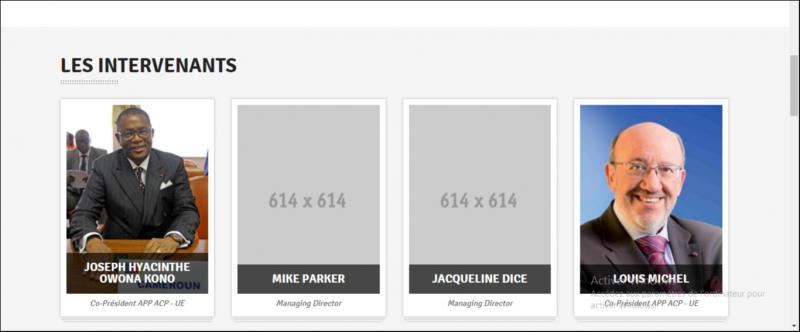 LES INTERVENANTS
JOSEPH HYACINTHE
OWONA KONO
CAMEROUN
Co-Président APP ACP - UE
614 x 614
MIKE PARKER
Managing Director
614 x 614
JACQUELINE DICE
Managing Director
LOUIS MICHEL
Co-Président APP ACP - UE
Activer
Accédez aux paramètres de l'ordinateur pour
activer Windows.